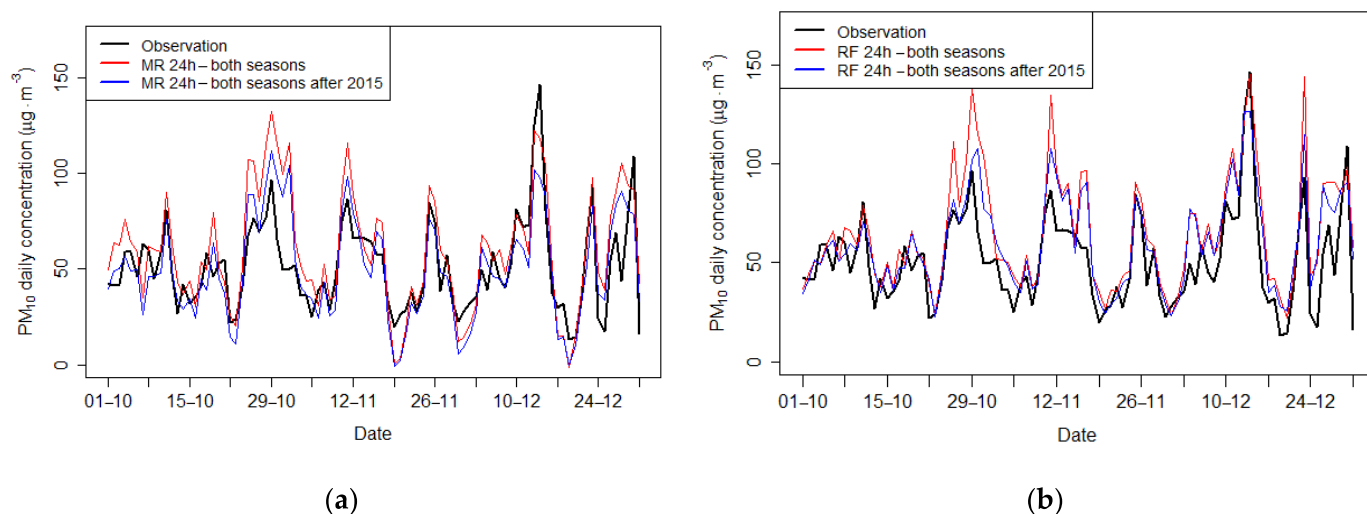 Observation
MR 24h – both seasons
MR 24h – both seasons after 2015
PM₁₀ daily concentration (µg · m⁻³)
150
100
50
0
01–10 15–10 29–10 12–11 26–11 10–12 24–12
Date
(a)
Observation
RF 24h – both seasons
RF 24h – both seasons after 2015
PM₁₀ daily concentration (µg · m⁻³)
150
100
50
0
01–10 15–10 29–10 12–11 26–11 10–12 24–12
Date
(b)